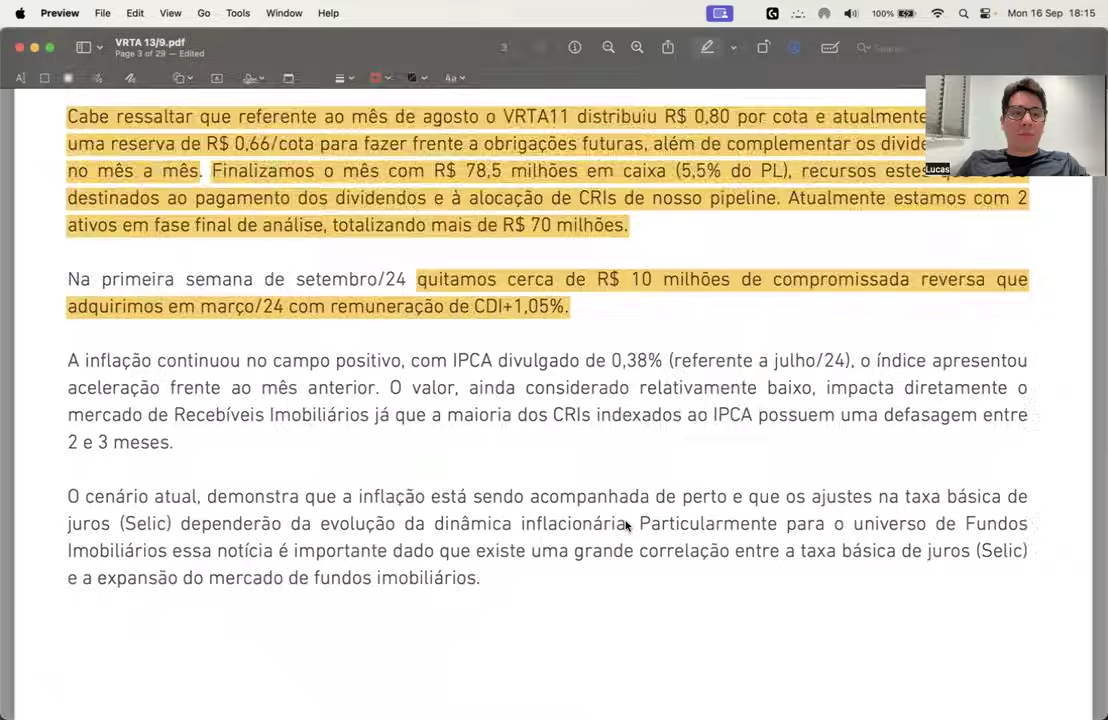 Preview File Edit View Go Tools Window Help 100% Mon 16 Sep 18:15
VRTA 13/9.pdf
Page 3 of 29 — Edited
3
Aa
Lucas
Cabe ressaltar que referente ao mês de agosto o VRTA11 distribuiu R$ 0,80 por cota e atualmente
uma reserva de R$ 0,66/cota para fazer frente a obrigações futuras, além de complementar os divide
no mês a mês. Finalizamos o mês com R$ 78,5 milhões em caixa (5,5% do PL), recursos estes
destinados ao pagamento dos dividendos e à alocação de CRIs de nosso pipeline. Atualmente estamos com 2
ativos em fase final de análise, totalizando mais de R$ 70 milhões.
Na primeira semana de setembro/24 quitamos cerca de R$ 10 milhões de compromissada reversa que
adquirimos em março/24 com remuneração de CDI+1,05%.
A inflação continuou no campo positivo, com IPCA divulgado de 0,38% (referente a julho/24), o índice apresentou
aceleração frente ao mês anterior. O valor, ainda considerado relativamente baixo, impacta diretamente o
mercado de Recebíveis Imobiliários já que a maioria dos CRIs indexados ao IPCA possuem uma defasagem entre
2 e 3 meses.
O cenário atual, demonstra que a inflação está sendo acompanhada de perto e que os ajustes na taxa básica de
juros (Selic) dependerão da evolução da dinâmica inflacionária. Particularmente para o universo de Fundos
Imobiliários essa notícia é importante dado que existe uma grande correlação entre a taxa básica de juros (Selic)
e a expansão do mercado de fundos imobiliários.